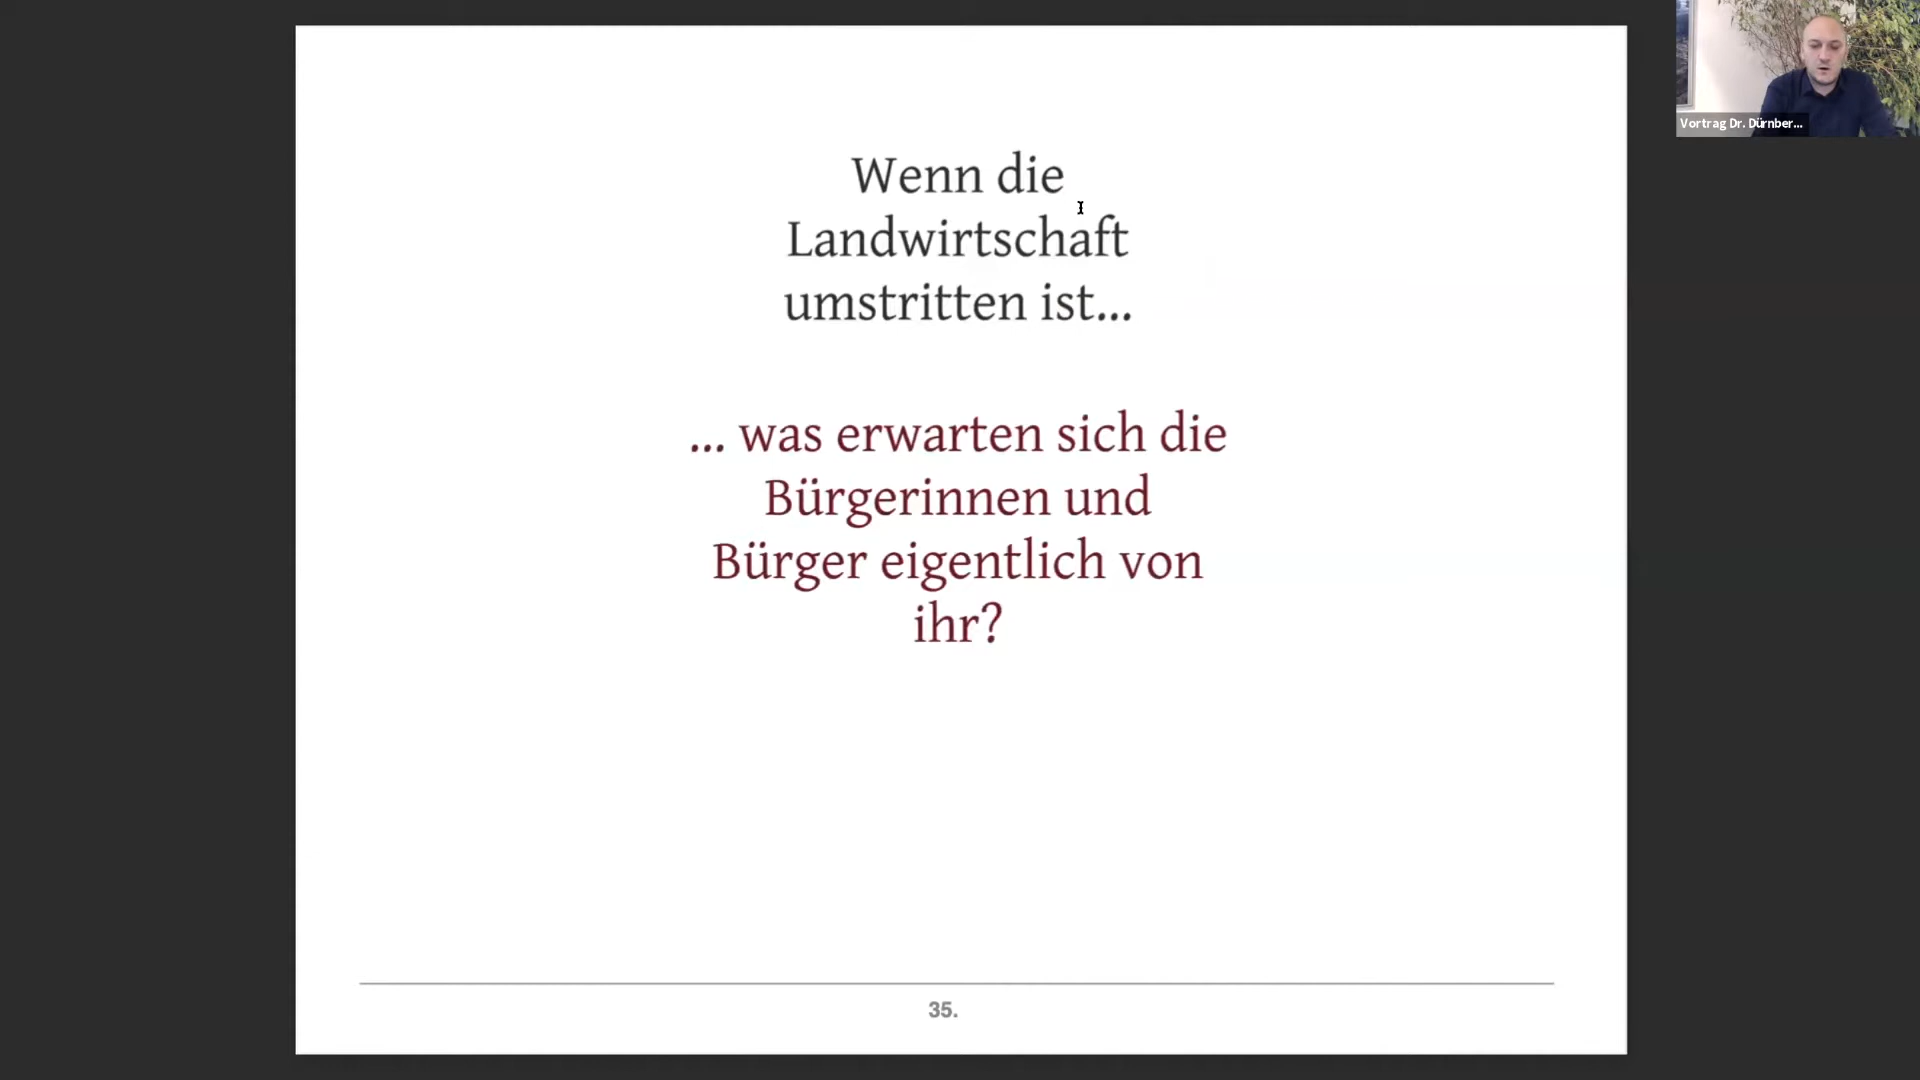 Vortrag Dr. Dürnber...
Wenn die
Landwirtschaft
umstritten ist...
... was erwarten sich die
Bürgerinnen und
Bürger eigentlich von
ihr?
35.